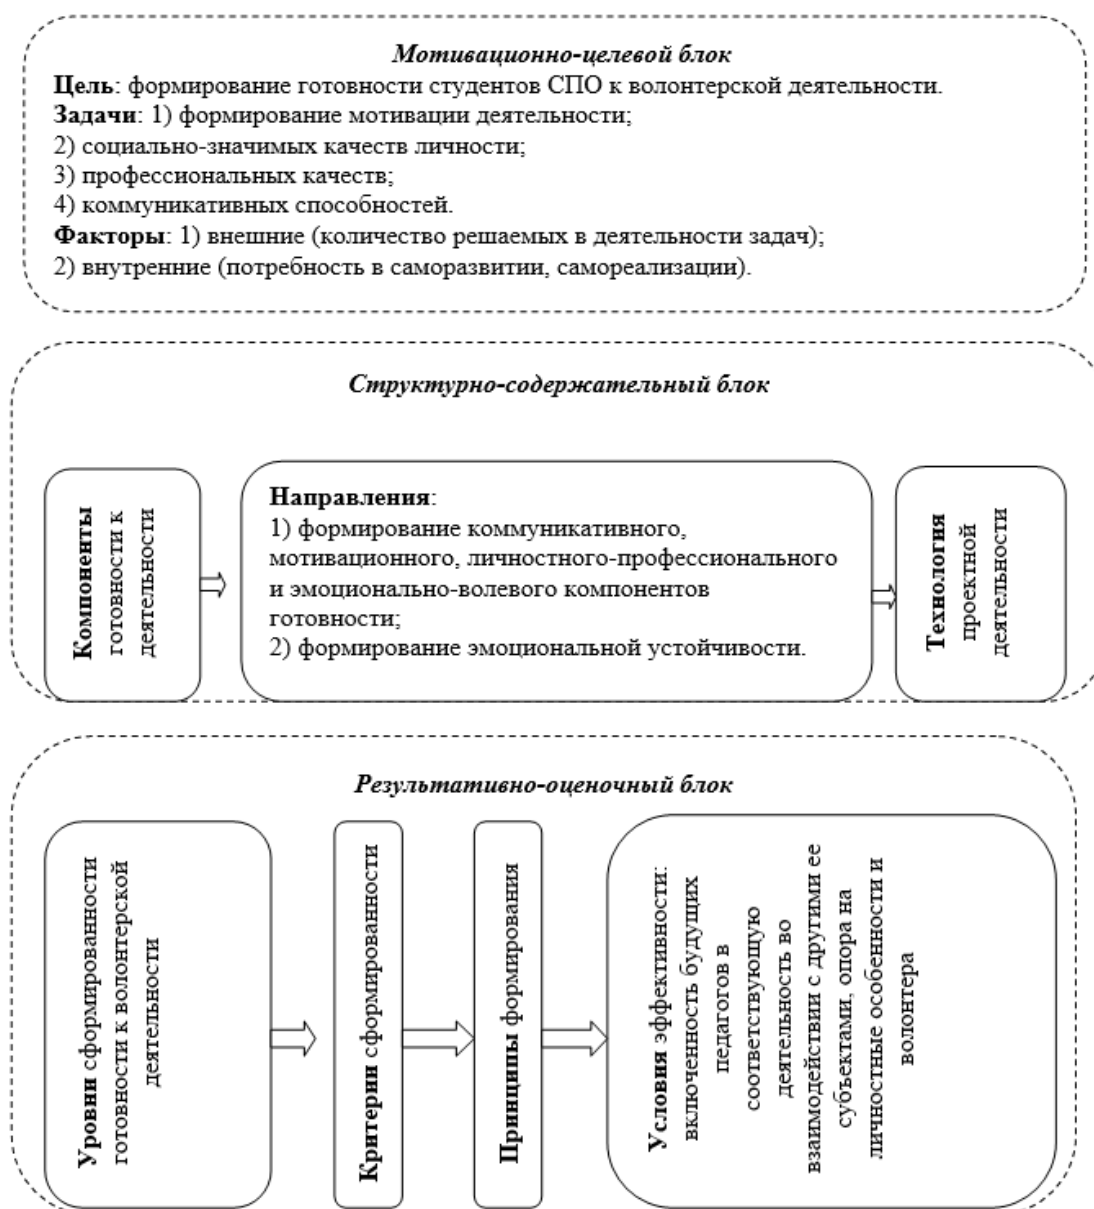 Мотивационно-целевой блок
Цель: формирование готовности студентов СПО к волонтерской деятельности.
Задачи: 1) формирование мотивации деятельности;
2) социально-значимых качеств личности;
3) профессиональных качеств;
4) коммуникативных способностей.
Факторы: 1) внешние (количество решаемых в деятельности задач);
2) внутренние (потребность в саморазвитии, самореализации).
Структурно-содержательный блок
Компоненты
готовности к
деятельности
Направления:
1) формирование коммуникативного,
мотивационного, личностного-профессионального
и эмоционально-волевого компонентов
готовности;
2) формирование эмоциональной устойчивости.
Технология
проектной
деятельности
Результативно-оценочный блок
Уровни сформированности
готовности к волонтерской
деятельности
Критерии сформированности
Принципы формирования
Условия эффективности:
включенность будущих
педагогов в
соответствующую
деятельность во
взаимодействии с другими ее
субъектами, опора на
личностные особенности и
волонтера